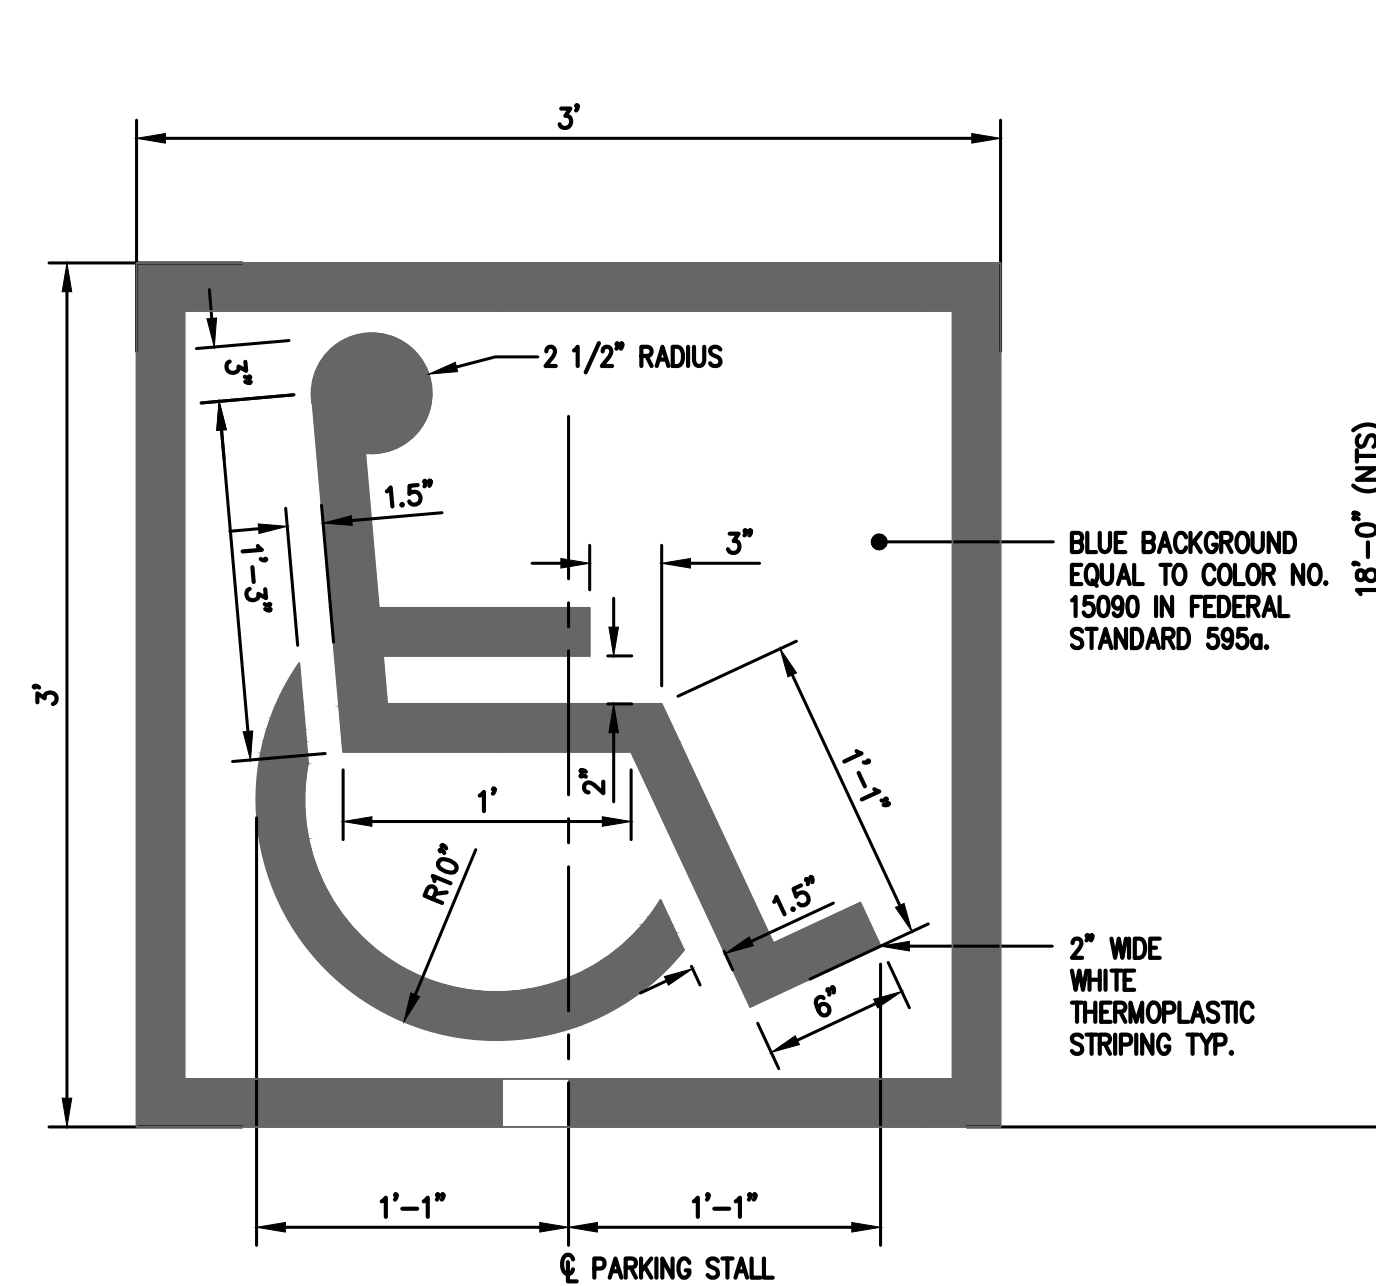 3'
3"
2 1/2" RADIUS
1.5"
3"
1'-3"
BLUE BACKGROUND
EQUAL TO COLOR NO.
15090 IN FEDERAL
STANDARD 595a.
18'-0" (NTS)
3'
2"
1'
1'-1"
R10"
1.5"
2" WIDE
WHITE
THERMOPLASTIC
STRIPING TYP.
6"
1'-1"
1'-1"
℄ PARKING STALL